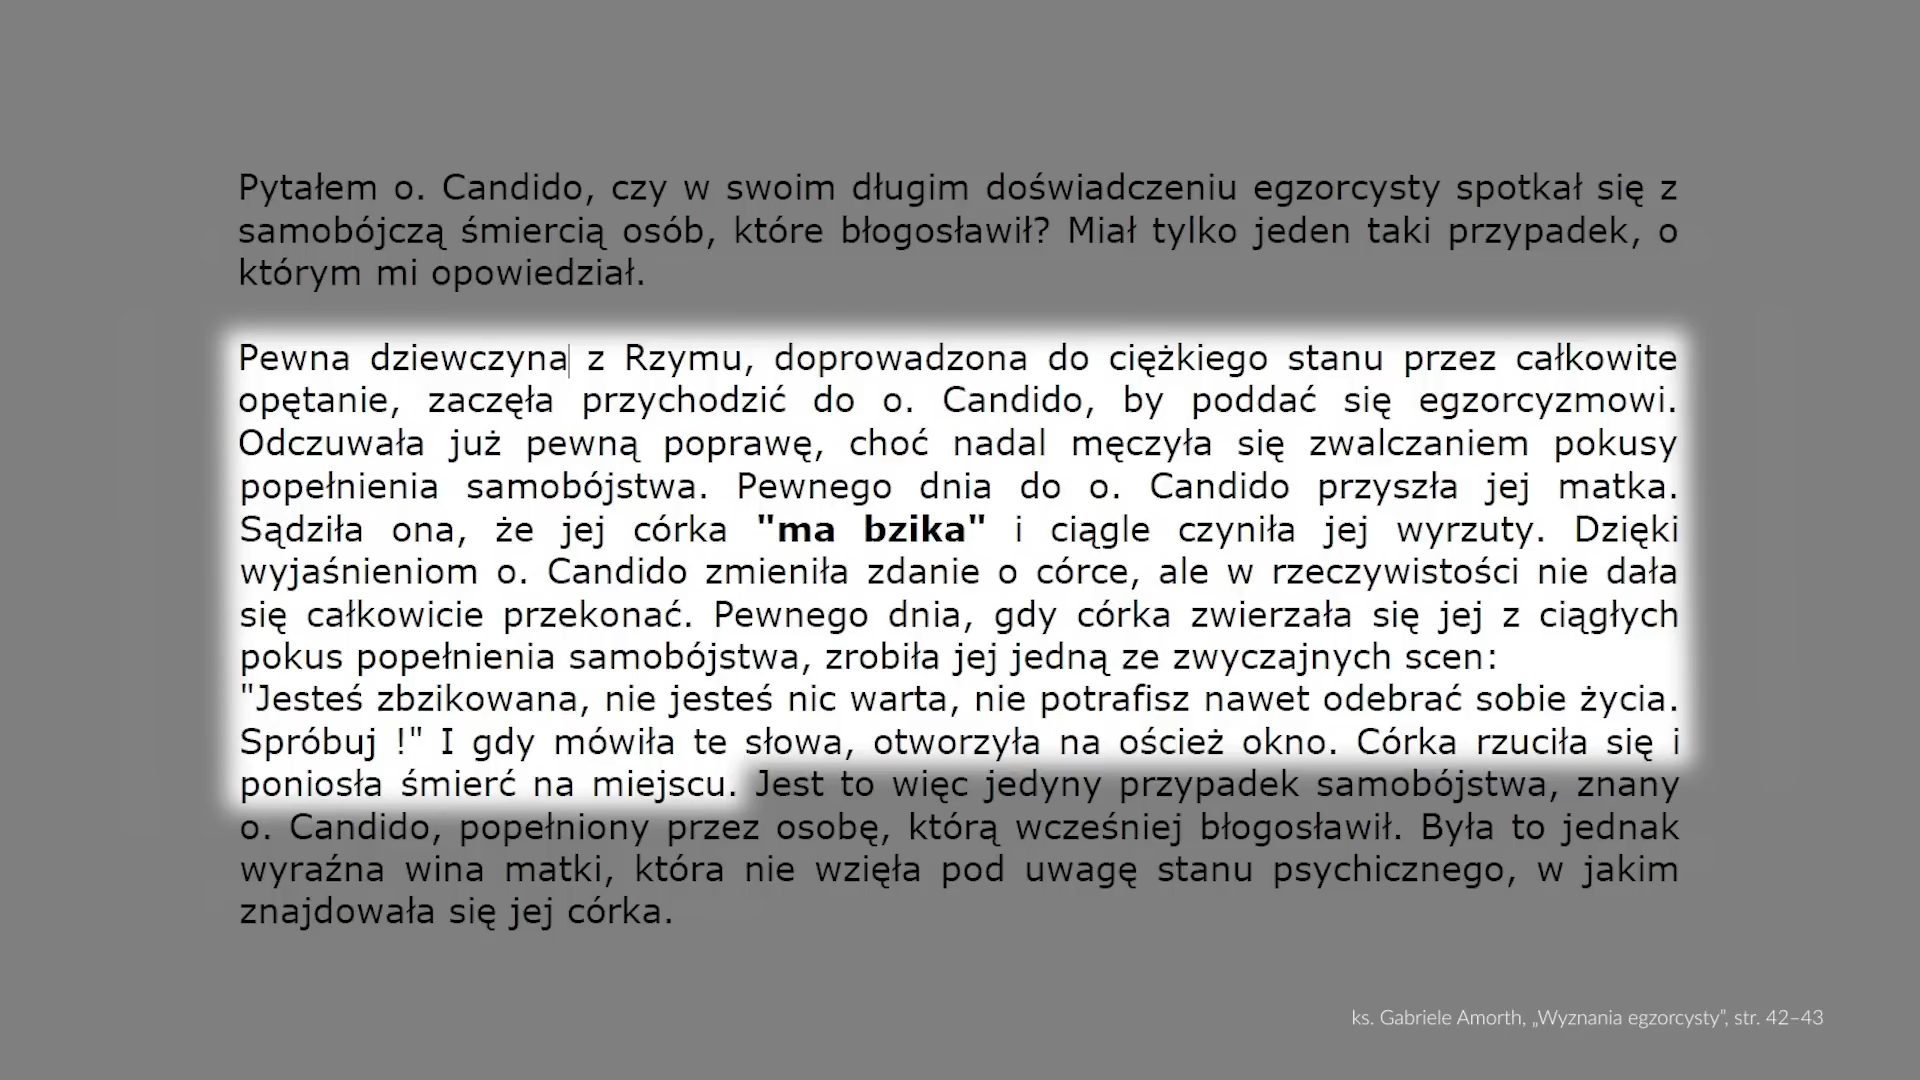 Pytałem o. Candido, czy w swoim długim doświadczeniu egzorcysty spotkał się z
samobójczą śmiercią osób, które błogosławił? Miał tylko jeden taki przypadek, o
którym mi opowiedział.
Pewna dziewczyna z Rzymu, doprowadzona do ciężkiego stanu przez całkowite
opętanie, zaczęła przychodzić do o. Candido, by poddać się egzorcyzmowi.
Odczuwała już pewną poprawę, choć nadal męczyła się zwalczaniem pokusy
popełnienia samobójstwa. Pewnego dnia do o. Candido przyszła jej matka.
Sądziła ona, że jej córka "ma bzika" i ciągle czyniła jej wyrzuty. Dzięki
wyjaśnieniom o. Candido zmieniła zdanie o córce, ale w rzeczywistości nie dała
się całkowicie przekonać. Pewnego dnia, gdy córka zwierzała się jej z ciągłych
pokus popełnienia samobójstwa, zrobiła jej jedną ze zwyczajnych scen:
"Jesteś zbzikowana, nie jesteś nic warta, nie potrafisz nawet odebrać sobie życia.
Spróbuj !" I gdy mówiła te słowa, otworzyła na oścież okno. Córka rzuciła się i
poniosła śmierć na miejscu. Jest to więc jedyny przypadek samobójstwa, znany
o. Candido, popełniony przez osobę, którą wcześniej błogosławił. Była to jednak
wyraźna wina matki, która nie wzięła pod uwagę stanu psychicznego, w jakim
znajdowała się jej córka.
ks. Gabriele Amorth, „Wyznania egzorcysty”, str. 42–43